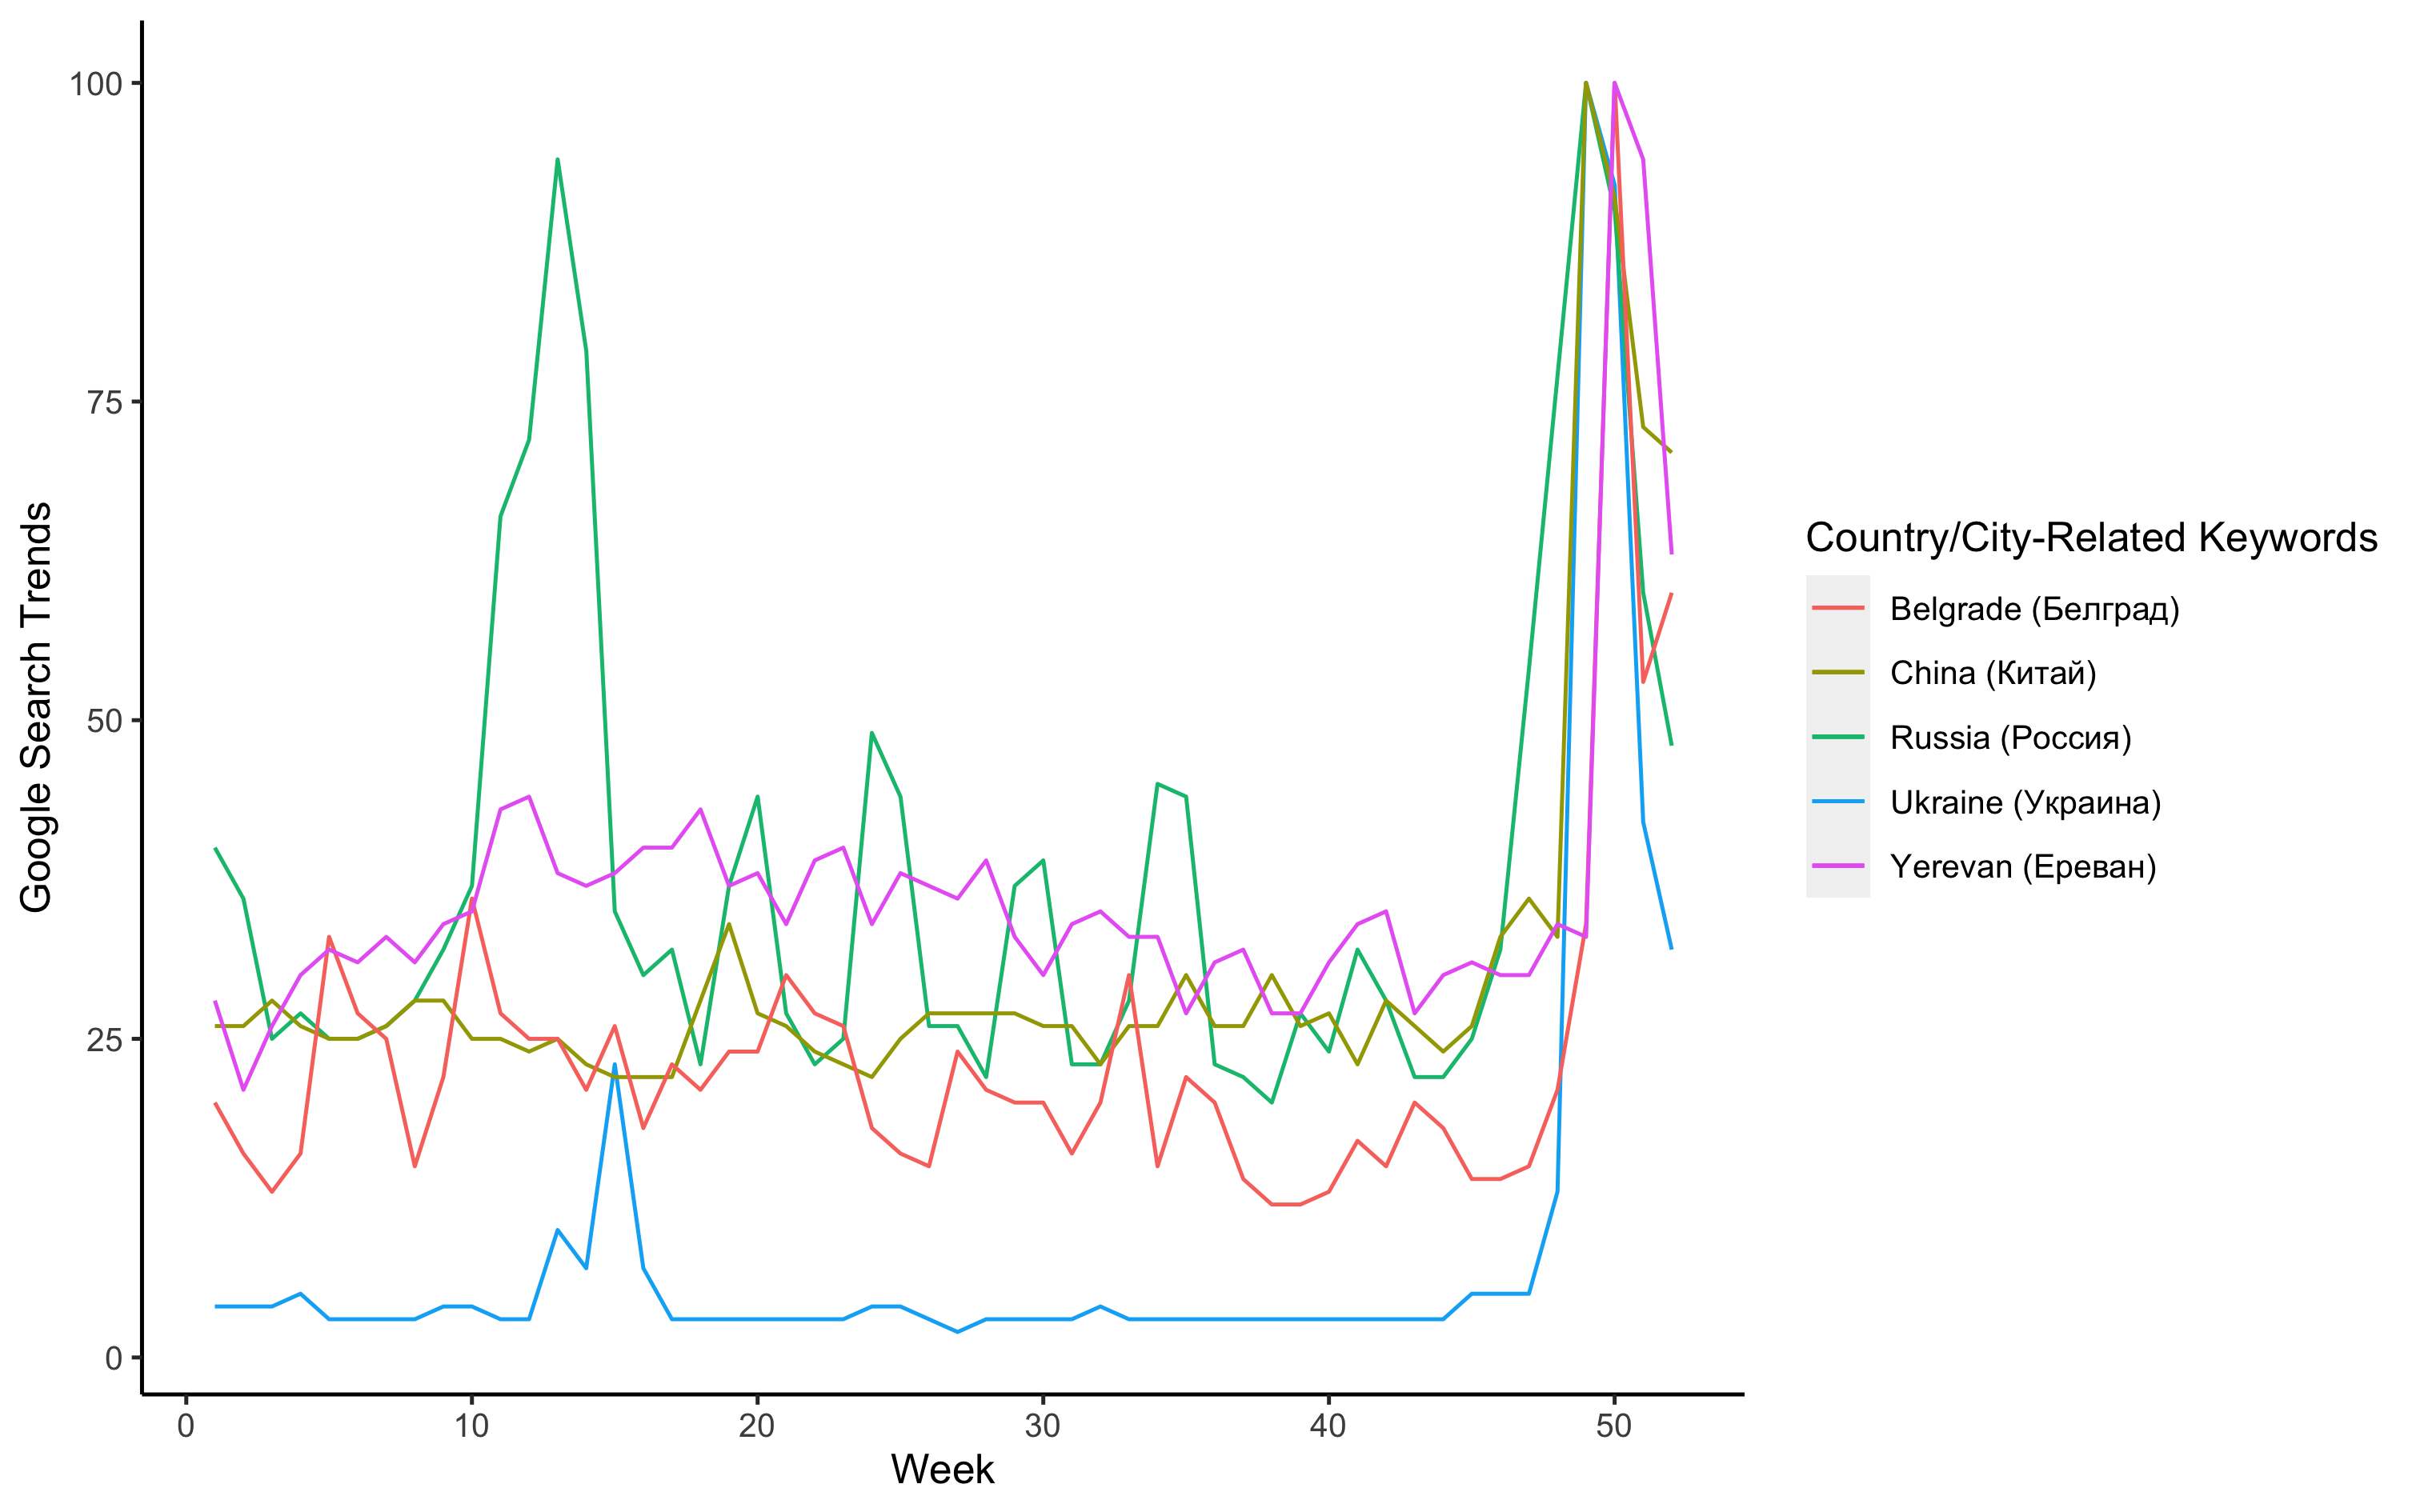 Google Search Trends
100
75
50
25
0
0 10 20 30 40 50
Week
Country/City-Related Keywords
Belgrade (Белград)
China (Китай)
Russia (Россия)
Ukraine (Украина)
Yerevan (Ереван)